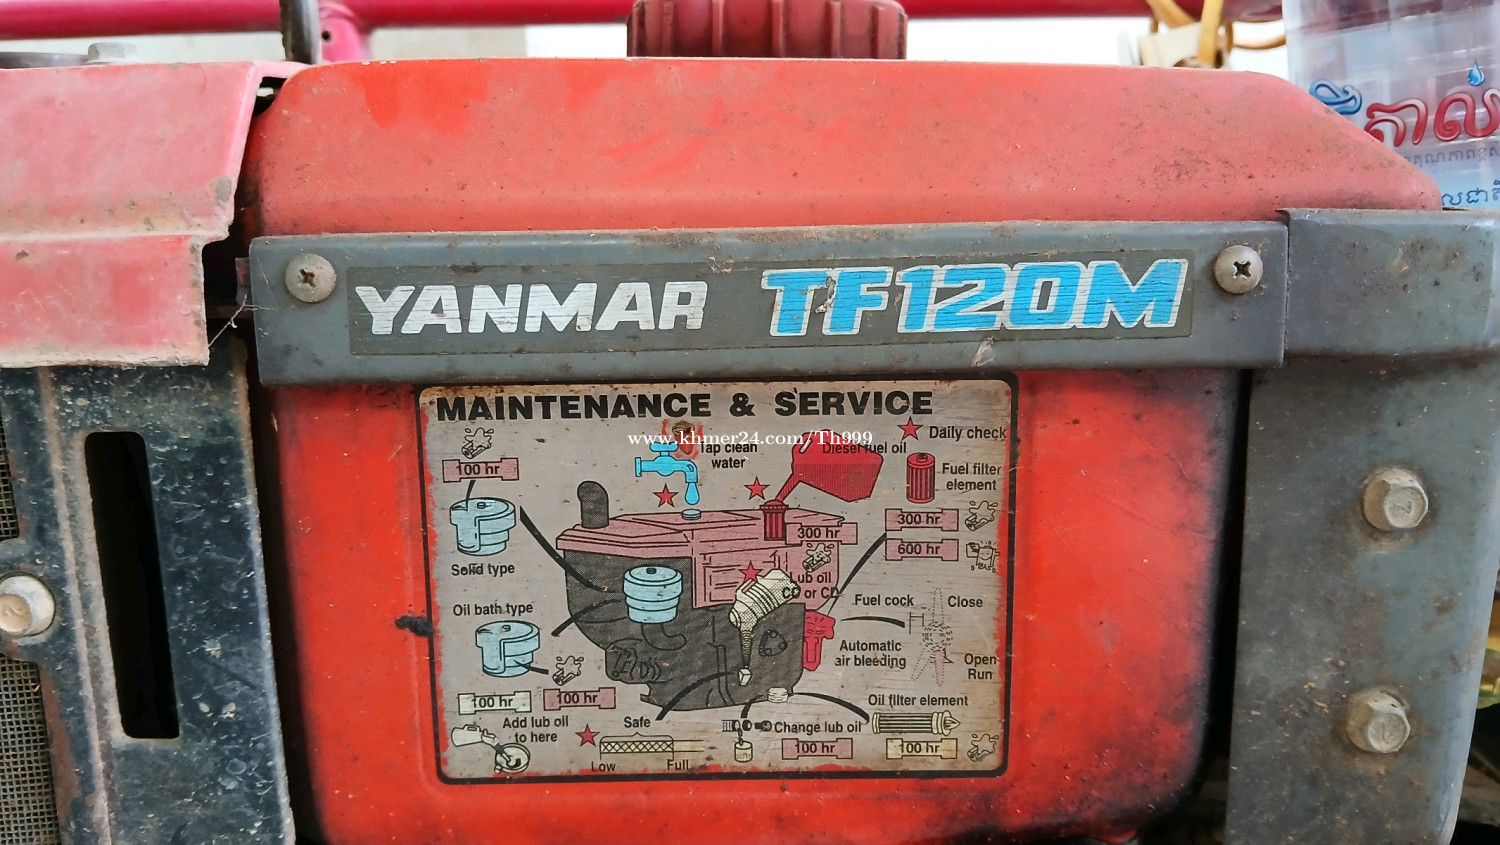 វីតាល់
YANMAR TF120M
MAINTENANCE & SERVICE
www.khmer24.com/Th999
Daily check
Tap clean
water
Diesel fuel oil
100 hr
Fuel filter
element
300 hr
300 hr
600 hr
Solid type
Lub oil
CC or CD
Oil bath type
Fuel cock
Close
Automatic
air bleeding
Open
Run
100 hr
100 hr
Oil filter element
Add lub oil
to here
Safe
Change lub oil
100 hr
100 hr
Low
Full